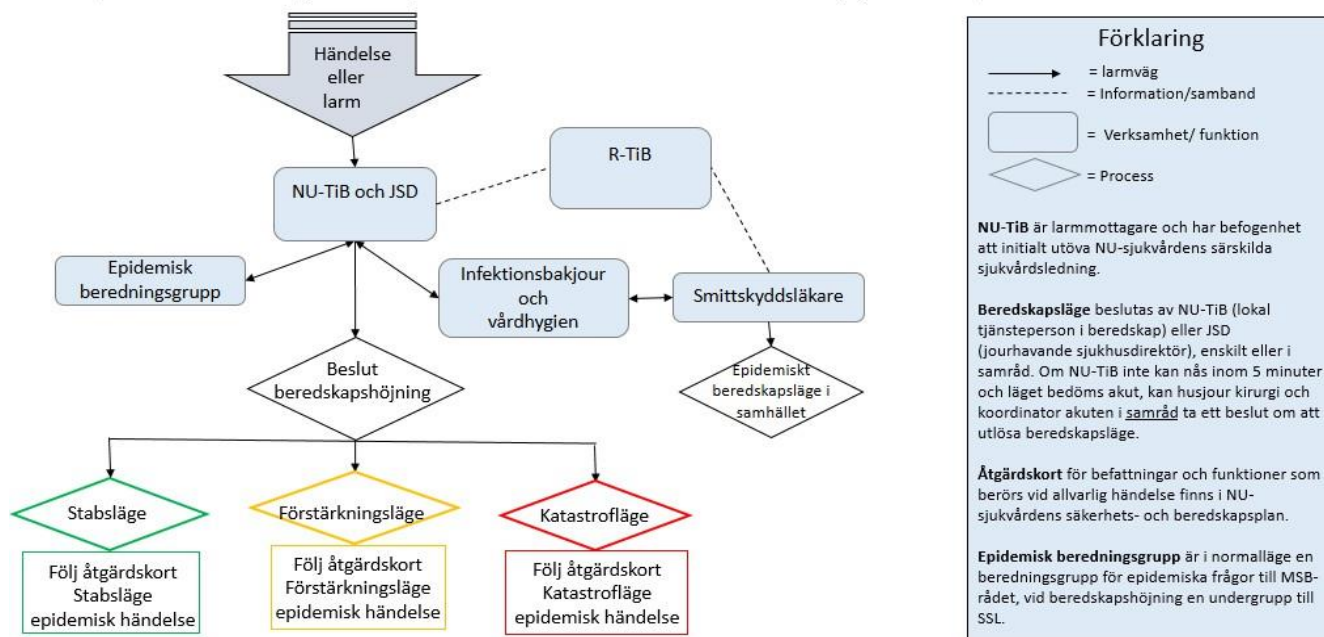 Händelse
eller
larm
R-TiB
NU-TiB och JSD
Epidemisk
beredningsgrupp
Infektionsbakjour
och
vårdhygien
Smittskyddsläkare
Beslut
beredskapshöjning
Epidemiskt
beredskapsläge i
samhället
Stabsläge
Förstärkningsläge
Katastrofläge
Följ åtgärdskort
Stabsläge
epidemisk händelse
Följ åtgärdskort
Förstärkningsläge
epidemisk händelse
Följ åtgärdskort
Katastrofläge
epidemisk händelse
Förklaring
= larmväg
= Information/samband
= Verksamhet/ funktion
= Process
NU-TiB är larmmottagare och har befogenhet
att initialt utöva NU-sjukvårdens särskilda
sjukvårdsledning.
Beredskapsläge beslutas av NU-TiB (lokal
tjänsteperson i beredskap) eller JSD
(jourhavande sjukhusdirektör), enskilt eller i
samråd. Om NU-TiB inte kan nås inom 5 minuter
och läget bedöms akut, kan husjour kirurgi och
koordinator akuten i samråd ta ett beslut om att
utlösa beredskapsläge.
Åtgärdskort för befattningar och funktioner som
berörs vid allvarlig händelse finns i NU-
sjukvårdens säkerhets- och beredskapsplan.
Epidemisk beredningsgrupp är i normalläge en
beredningsgrupp för epidemiska frågor till MSB-
rådet, vid beredskapshöjning en undergrupp till
SSL.